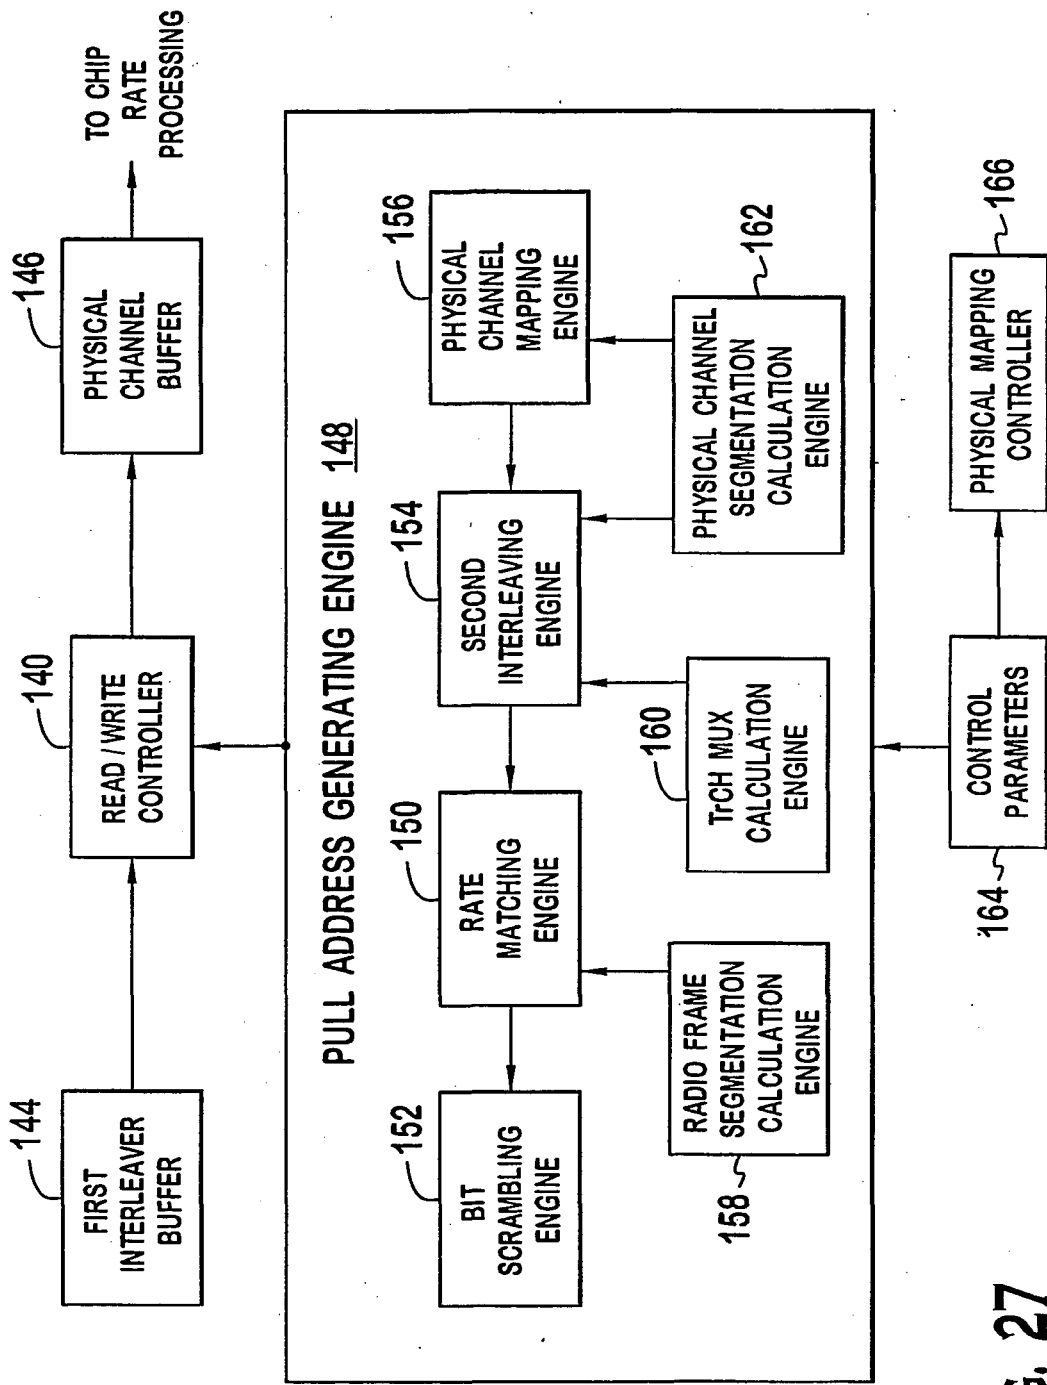 144
FIRST
INTERLEAVER
BUFFER
140
READ/WRITE
CONTROLLER
146
PHYSICAL
CHANNEL
BUFFER
TO CHIP
RATE
PROCESSING
PULL ADDRESS GENERATING ENGINE 148
152
BIT
SCRAMBLING
ENGINE
150
RATE
MATCHING
ENGINE
154
SECOND
INTERLEAVING
ENGINE
156
PHYSICAL
CHANNEL
MAPPING
ENGINE
158
RADIO FRAME
SEGMENTATION
CALCULATION
ENGINE
160
TrCH MUX
CALCULATION
ENGINE
162
PHYSICAL CHANNEL
SEGMENTATION
CALCULATION
ENGINE
164
CONTROL
PARAMETERS
166
PHYSICAL MAPPING
CONTROLLER
27